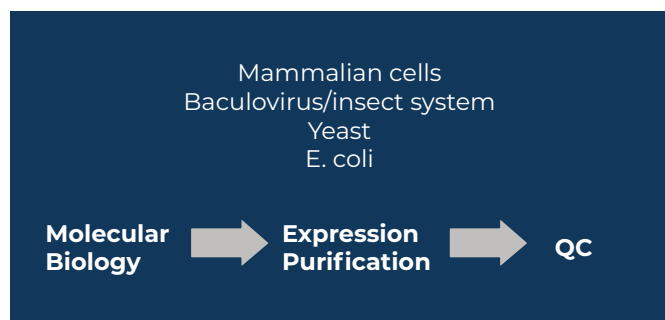 Mammalian cells
Baculovirus/insect system
Yeast
E. coli
Molecular
Biology
Expression
Purification
QC